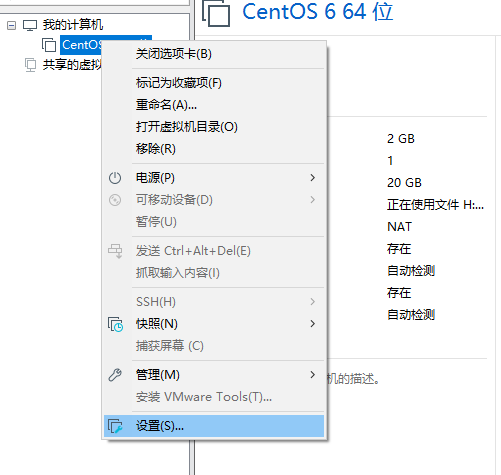 CentOS 6 64 位
我的计算机
CentOS
共享的虚拟
关闭选项卡(B)
标记为收藏项(F)
重命名(A)...
打开虚拟机目录(O)
移除(R)
电源(P)
可移动设备(D)
暂停(U)
发送 Ctrl+Alt+Del(E)
抓取输入内容(I)
SSH(H)
快照(N)
捕获屏幕 (C)
管理(M)
安装 VMware Tools(T)...
设置(S)...
2 GB
1
20 GB
正在使用文件 H:...
NAT
存在
自动检测
存在
自动检测
机的描述。